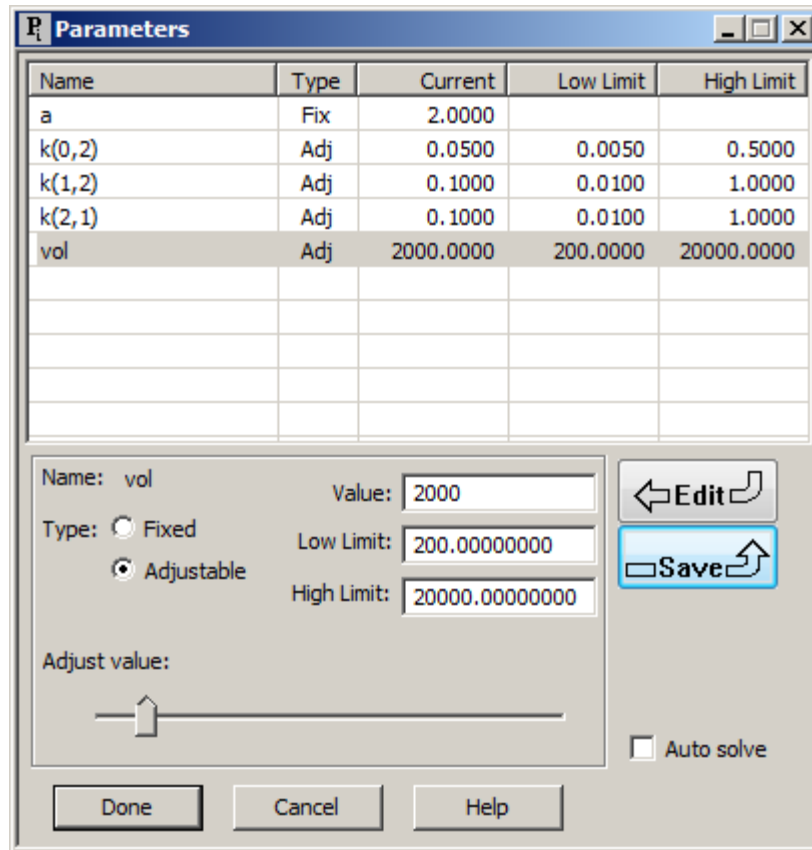 Parameters
Name Type Current Low Limit High Limit
a Fix 2.0000
k(0,2) Adj 0.0500 0.0050 0.5000
k(1,2) Adj 0.1000 0.0100 1.0000
k(2,1) Adj 0.1000 0.0100 1.0000
vol Adj 2000.0000 200.0000 20000.0000
Name: vol
Value: 2000
Type: Fixed
Adjustable
Low Limit: 200.00000000
High Limit: 20000.00000000
Edit
Save
Adjust value:
Auto solve
Done Cancel Help